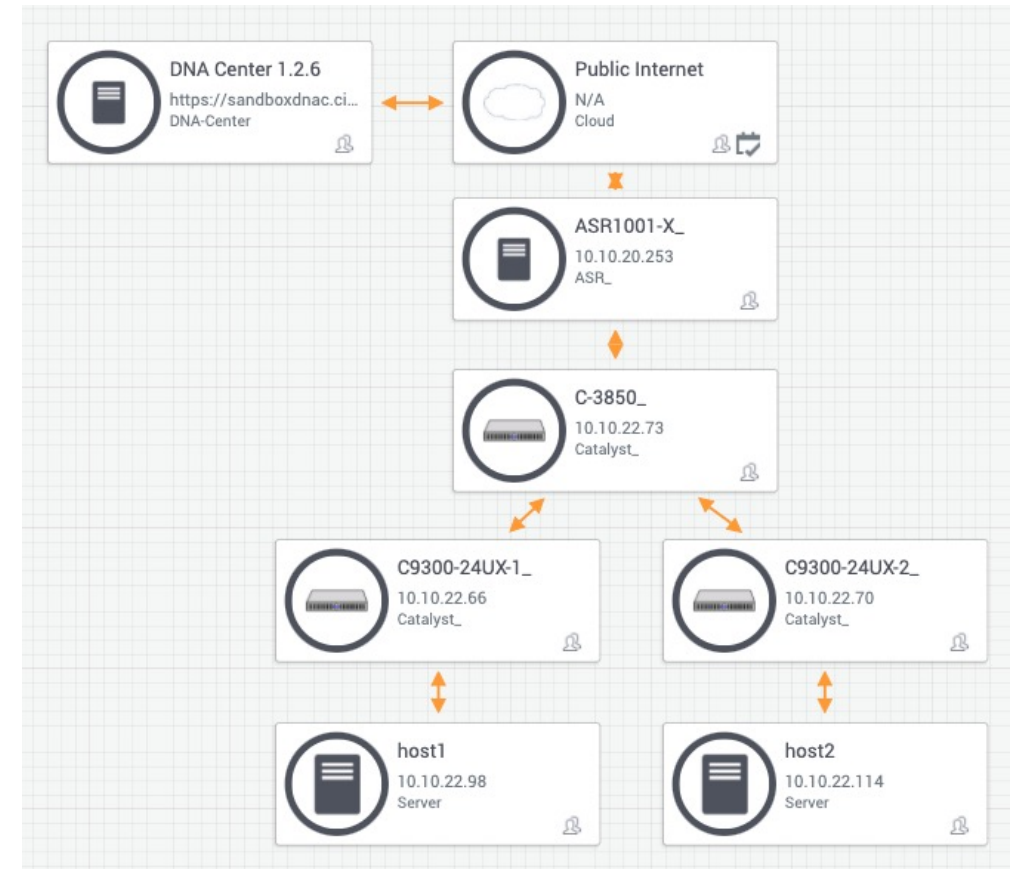 DNA Center 1.2.6
https://sandboxdnac.ci...
DNA-Center
Public Internet
N/A
Cloud
ASR1001-X_
10.10.20.253
ASR_
C-3850_
10.10.22.73
Catalyst_
C9300-24UX-1_
10.10.22.66
Catalyst_
C9300-24UX-2_
10.10.22.70
Catalyst_
host1
10.10.22.98
Server
host2
10.10.22.114
Server